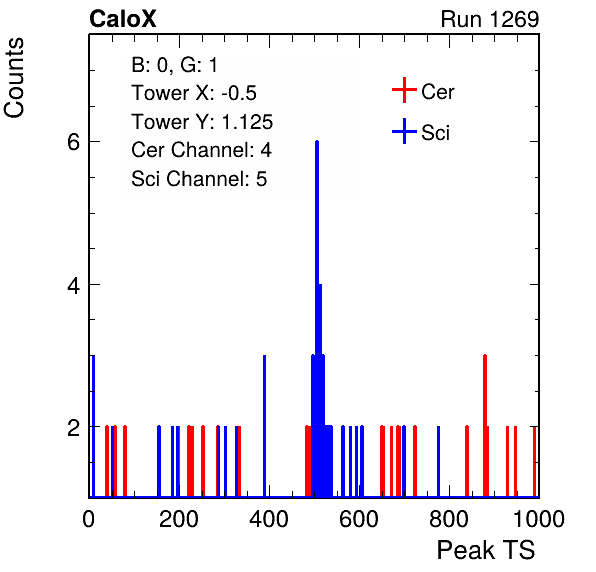 CaloX Run 1269
Counts
B: 0, G: 1
Tower X: -0.5
Tower Y: 1.125
Cer Channel: 4
Sci Channel: 5
Cer
Sci
6
4
2
0 200 400 600 800 1000
Peak TS